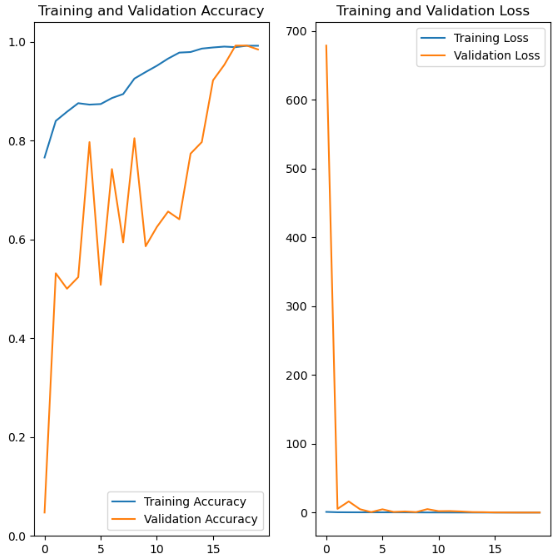 Training and Validation Accuracy
1.0
0.8
0.6
0.4
0.2
0.0
0 5 10 15
Training Accuracy
Validation Accuracy
Training and Validation Loss
700
600
500
400
300
200
100
0
0 5 10 15
Training Loss
Validation Loss